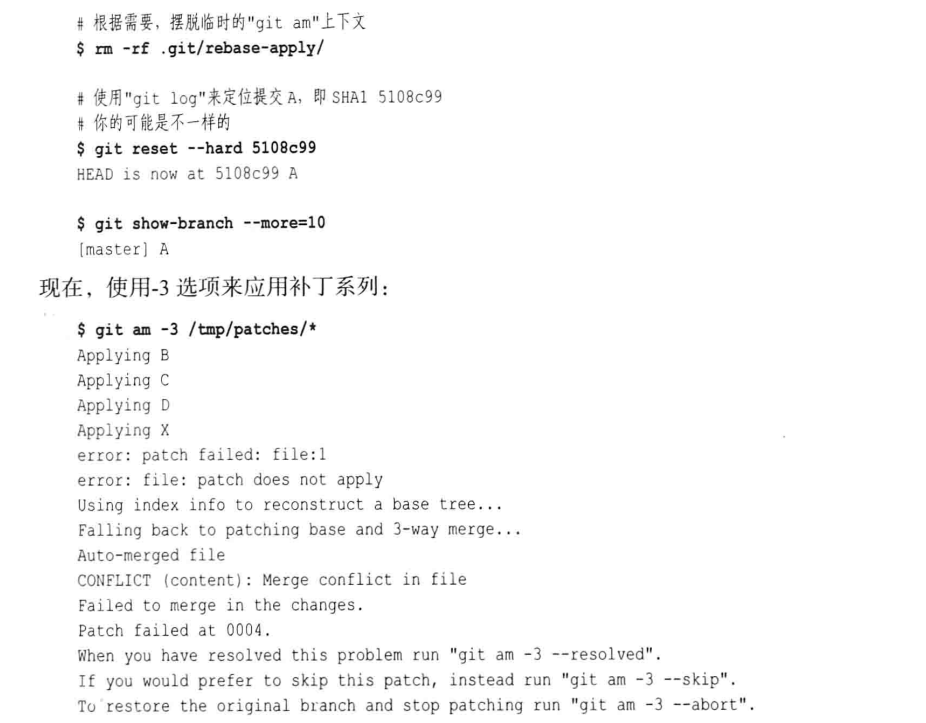 # 根据需要，摆脱临时的"git am"上下文
$ rm -rf .git/rebase-apply/
# 使用"git log"来定位提交 A，即 SHA1 5108c99
# 你的可能是不一样的
$ git reset --hard 5108c99
HEAD is now at 5108c99 A
$ git show-branch --more=10
[master] A
现在，使用-3 选项来应用补丁系列：
$ git am -3 /tmp/patches/*
Applying B
Applying C
Applying D
Applying X
error: patch failed: file:1
error: file: patch does not apply
Using index info to reconstruct a base tree...
Falling back to patching base and 3-way merge...
Auto-merged file
CONFLICT (content): Merge conflict in file
Failed to merge in the changes.
Patch failed at 0004.
When you have resolved this problem run "git am -3 --resolved".
If you would prefer to skip this patch, instead run "git am -3 --skip".
To restore the original branch and stop patching run "git am -3 --abort".